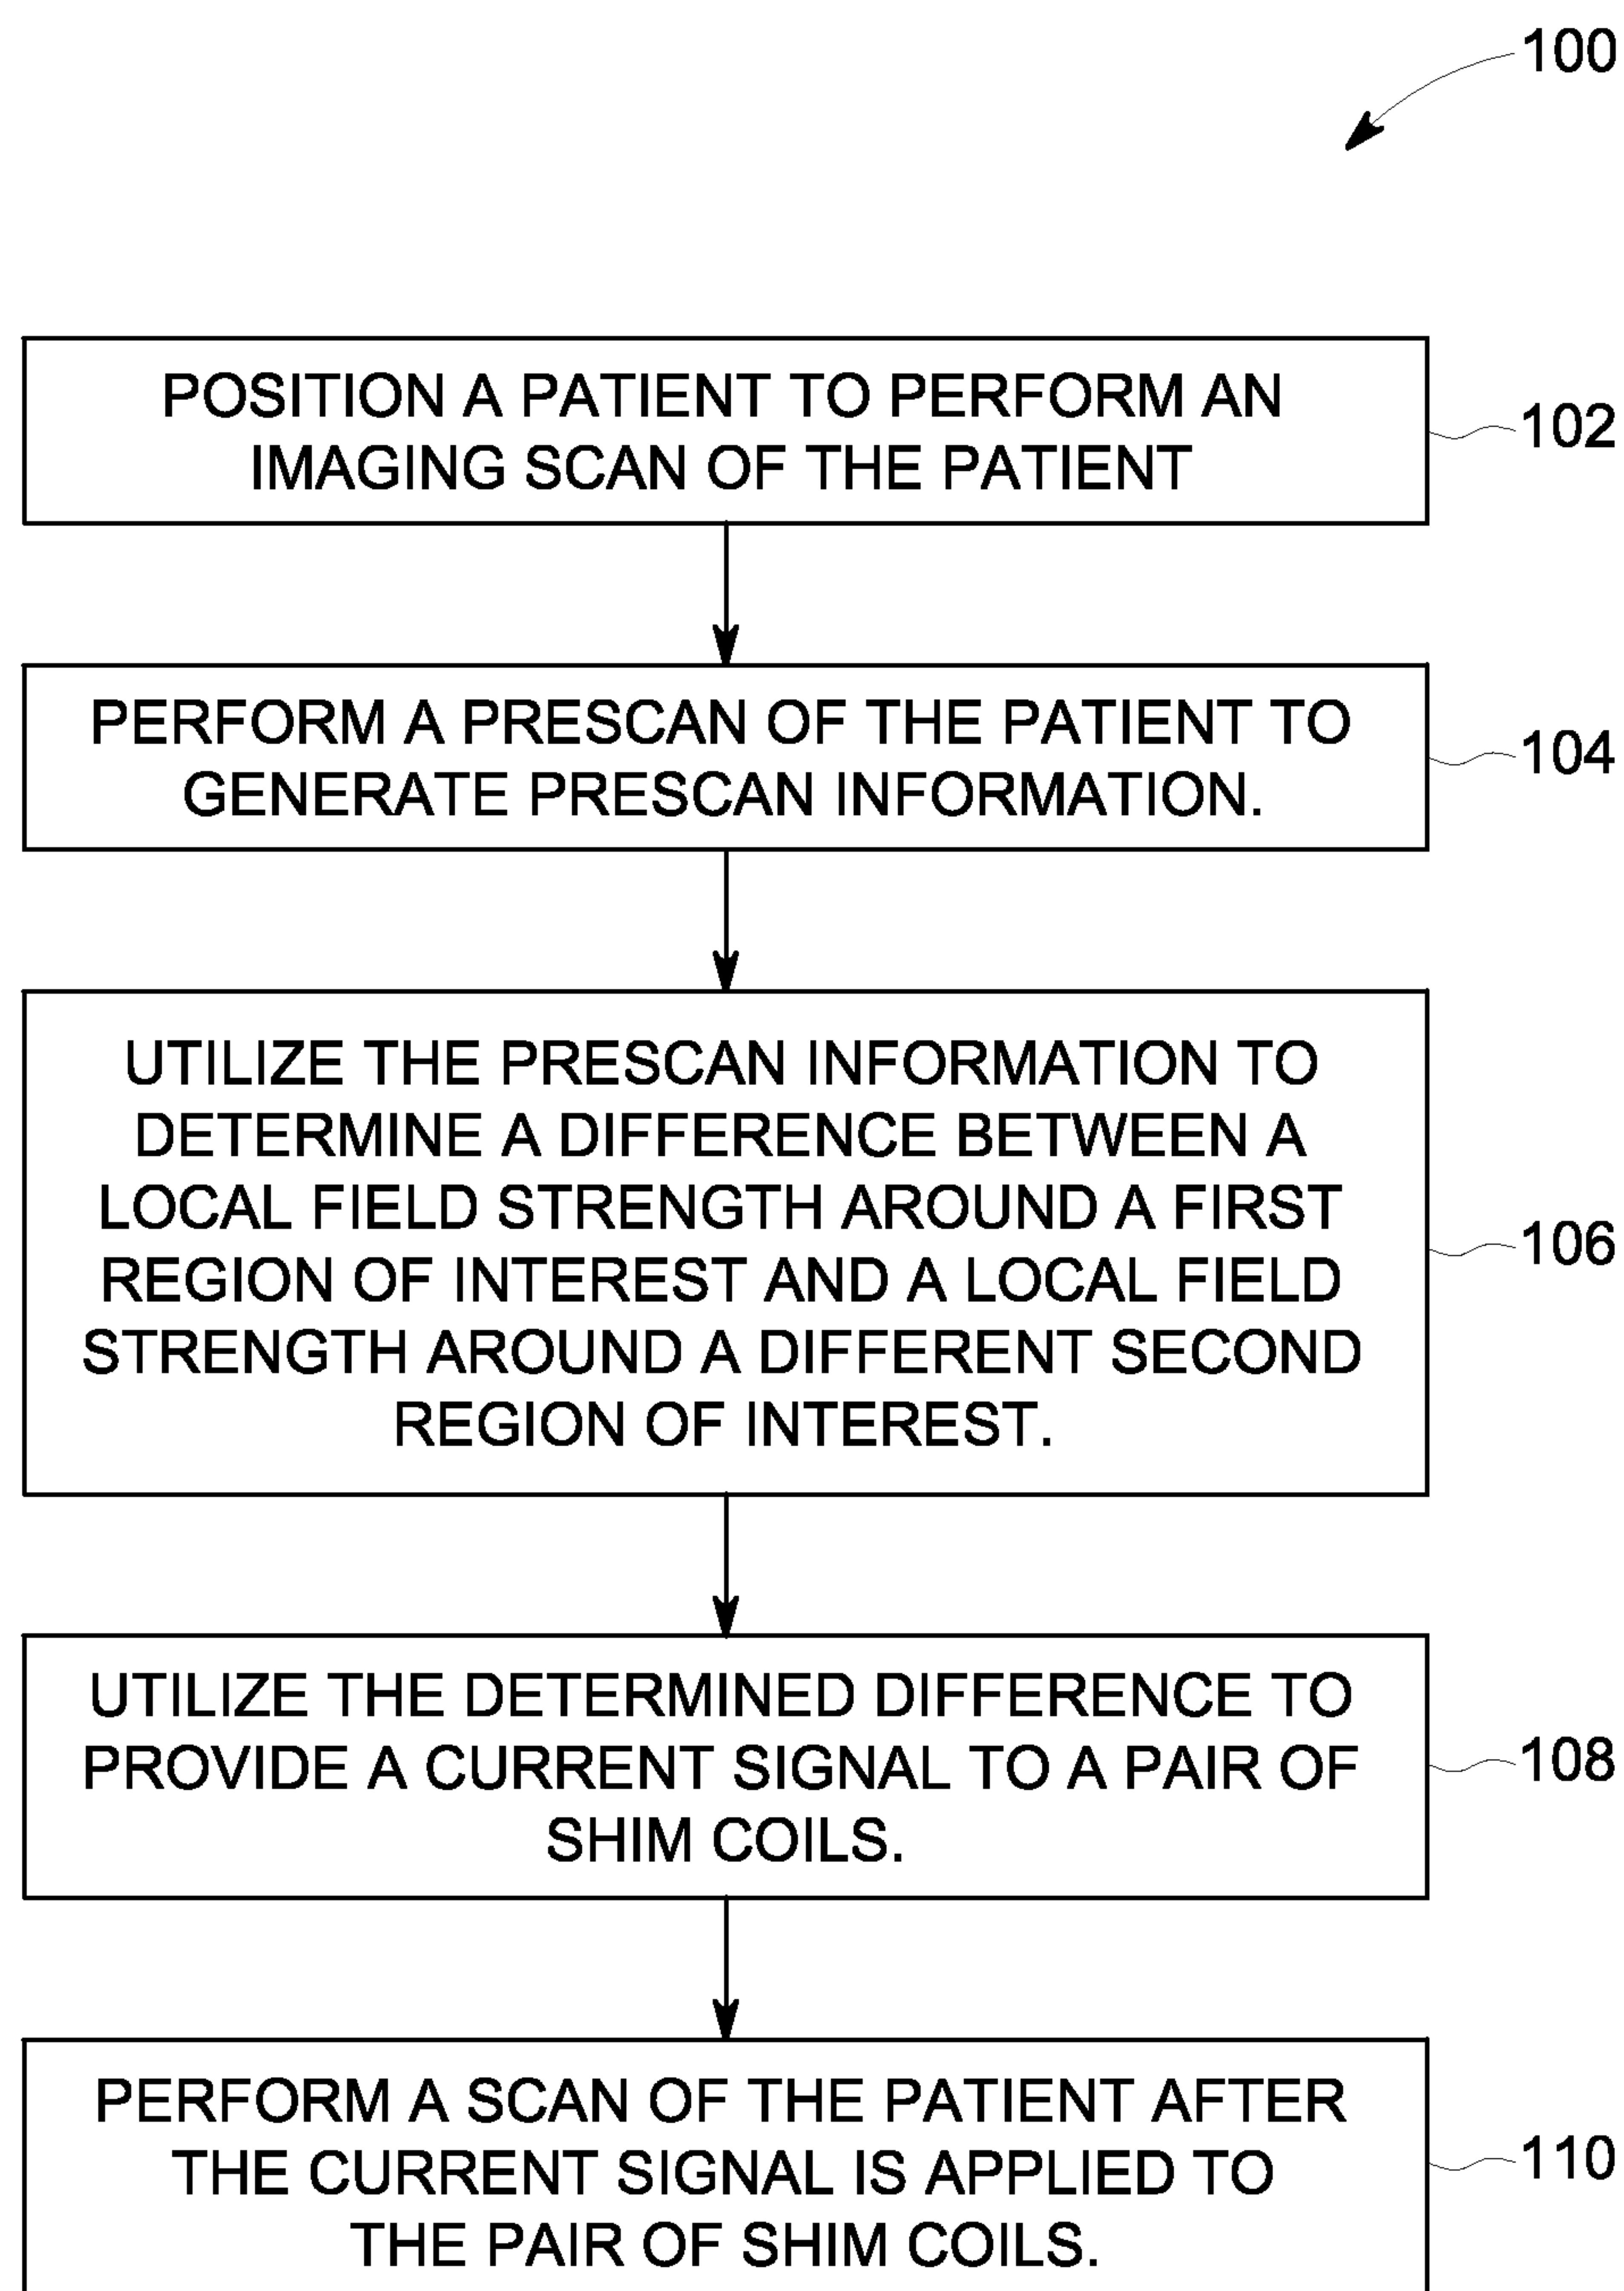 100
POSITION A PATIENT TO PERFORM AN
IMAGING SCAN OF THE PATIENT
102
PERFORM A PRESCAN OF THE PATIENT TO
GENERATE PRESCAN INFORMATION.
104
UTILIZE THE PRESCAN INFORMATION TO
DETERMINE A DIFFERENCE BETWEEN A
LOCAL FIELD STRENGTH AROUND A FIRST
REGION OF INTEREST AND A LOCAL FIELD
STRENGTH AROUND A DIFFERENT SECOND
REGION OF INTEREST.
106
UTILIZE THE DETERMINED DIFFERENCE TO
PROVIDE A CURRENT SIGNAL TO A PAIR OF
SHIM COILS.
108
PERFORM A SCAN OF THE PATIENT AFTER
THE CURRENT SIGNAL IS APPLIED TO
THE PAIR OF SHIM COILS.
110